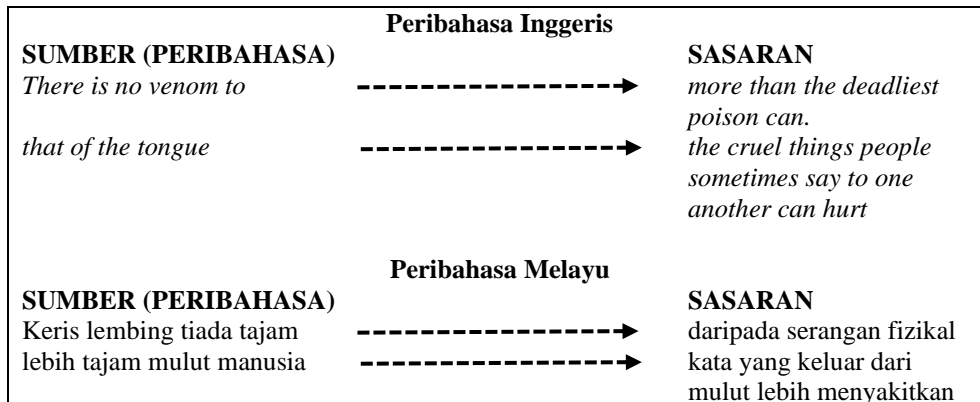 Peribahasa Inggeris
SUMBER (PERIBAHASA) SASARAN
There is no venom to more than the deadliest
poison can.
that of the tongue the cruel things people
sometimes say to one
another can hurt
Peribahasa Melayu
SUMBER (PERIBAHASA) SASARAN
Keris lembing tiada tajam daripada serangan fizikal
lebih tajam mulut manusia kata yang keluar dari
mulut lebih menyakitkan